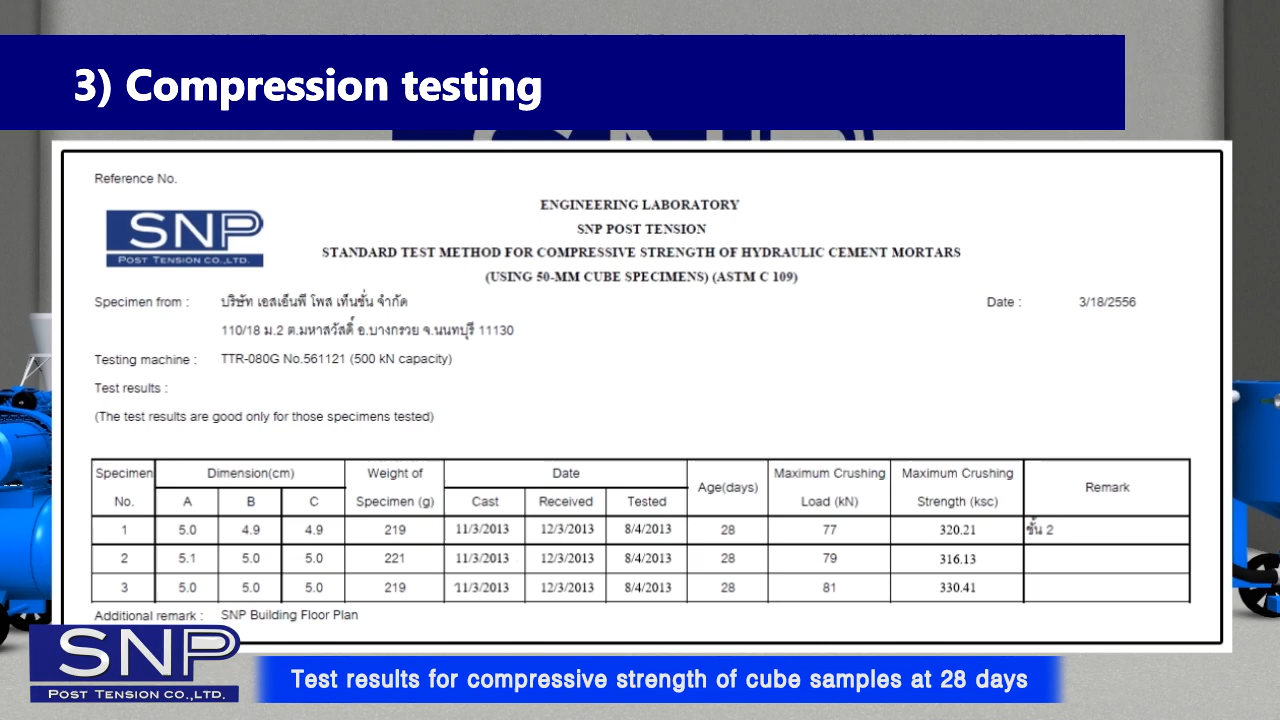 3) Compression testing
Reference No.
SNP
POST TENSION CO.,LTD.
ENGINEERING LABORATORY
SNP POST TENSION
STANDARD TEST METHOD FOR COMPRESSIVE STRENGTH OF HYDRAULIC CEMENT MORTARS
(USING 50-MM CUBE SPECIMENS) (ASTM C 109)
Specimen from : บริษัท เอสเอ็นพี โพส เท็นชั่น จำกัด Date : 3/18/2556
110/18 ม.2 ต.มหาสวัสดิ์ อ.บางกรวย จ.นนทบุรี 11130
Testing machine : TTR-080G No.561121 (500 kN capacity)
Test results :
(The test results are good only for those specimens tested)
Specimen Dimension(cm) Weight of Date Age(days) Maximum Crushing Maximum Crushing Remark
No. A B C Specimen (g) Cast Received Tested Load (kN) Strength (ksc)
1 5.0 4.9 4.9 219 11/3/2013 12/3/2013 8/4/2013 28 77 320.21 ชั้น 2
2 5.1 5.0 5.0 221 11/3/2013 12/3/2013 8/4/2013 28 79 316.13
3 5.0 5.0 5.0 219 11/3/2013 12/3/2013 8/4/2013 28 81 330.41
Additional remark : SNP Building Floor Plan
SNP
POST TENSION CO.,LTD.
Test results for compressive strength of cube samples at 28 days